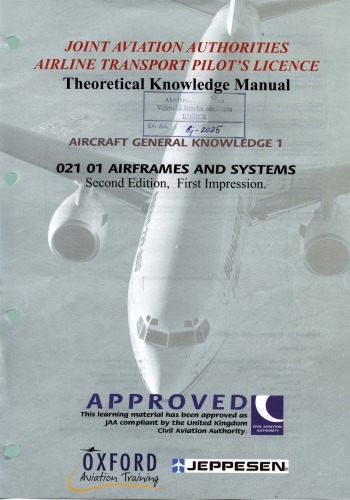 JOINT AVIATION AUTHORITIES
AIRLINE TRANSPORT PILOT'S LICENCE
Theoretical Knowledge Manual
KOŠICE
AIRCRAFT GENERAL KNOWLEDGE 1
021 01 AIRFRAMES AND SYSTEMS
Second Edition, First Impression.
APPROVED
This learning material has been approved as
JAA compliant by the United Kingdom
Civil Aviation Authority.
CIVIL AVIATION
AUTHORITY
OXFORD
Aviation Training
JEPPESEN